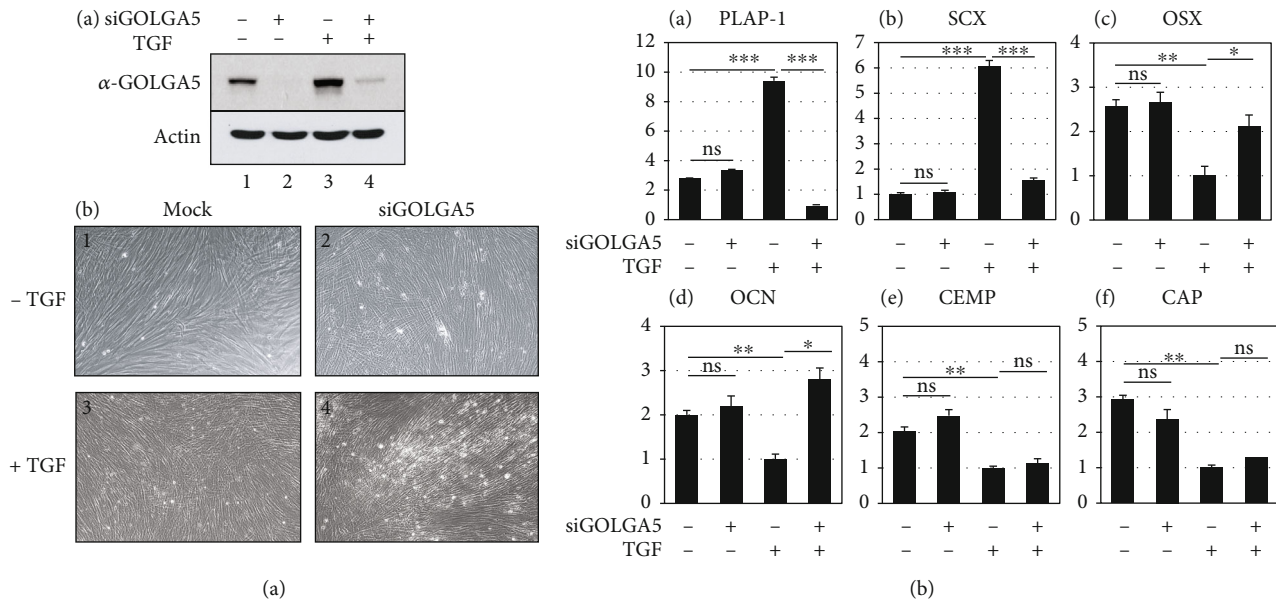 (a) siGOLGA5 – + – +
TGF – – + +
α-GOLGA5
Actin
1 2 3 4
(b) Mock siGOLGA5
– TGF
1 2
+ TGF
3 4
(a)
(a) PLAP-1
12
10
8
6
4
2
0
*** ***
ns
(b) SCX
7
6
5
4
3
2
1
0
*** ***
ns
(c) OSX
4
3
2
1
0
** *
ns
siGOLGA5 – + – + – + – + – + – +
TGF – – + + – – + + – – + +
(d) OCN
4
3
2
1
0
** *
ns
(e) CEMP
5
4
3
2
1
0
ns
**
ns
(f) CAP
5
4
3
2
1
0
ns
**
ns
siGOLGA5 – + – + – + – + – + – +
TGF – – + + – – + + – – + +
(b)